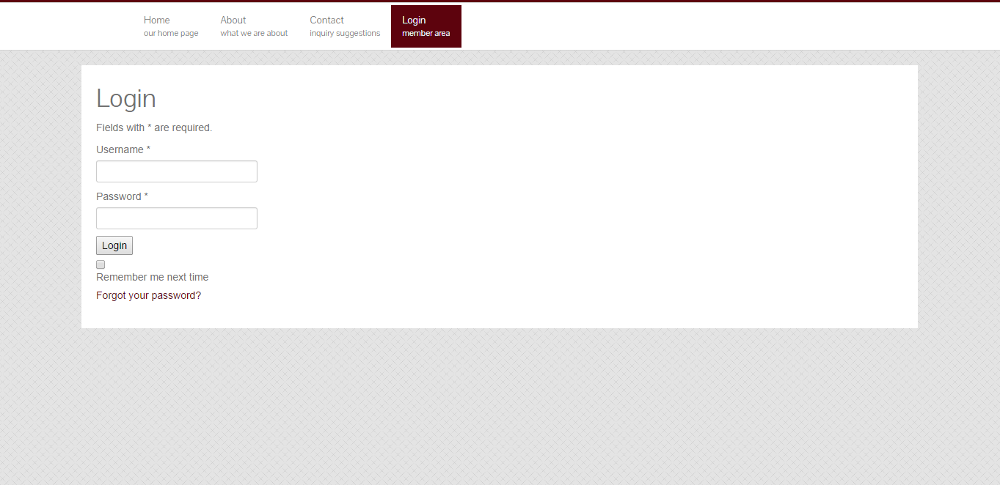 Home
our home page
About
what we are about
Contact
inquiry suggestions
Login
member area
Login
Fields with * are required.
Username *
Password *
Login
Remember me next time
Forgot your password?